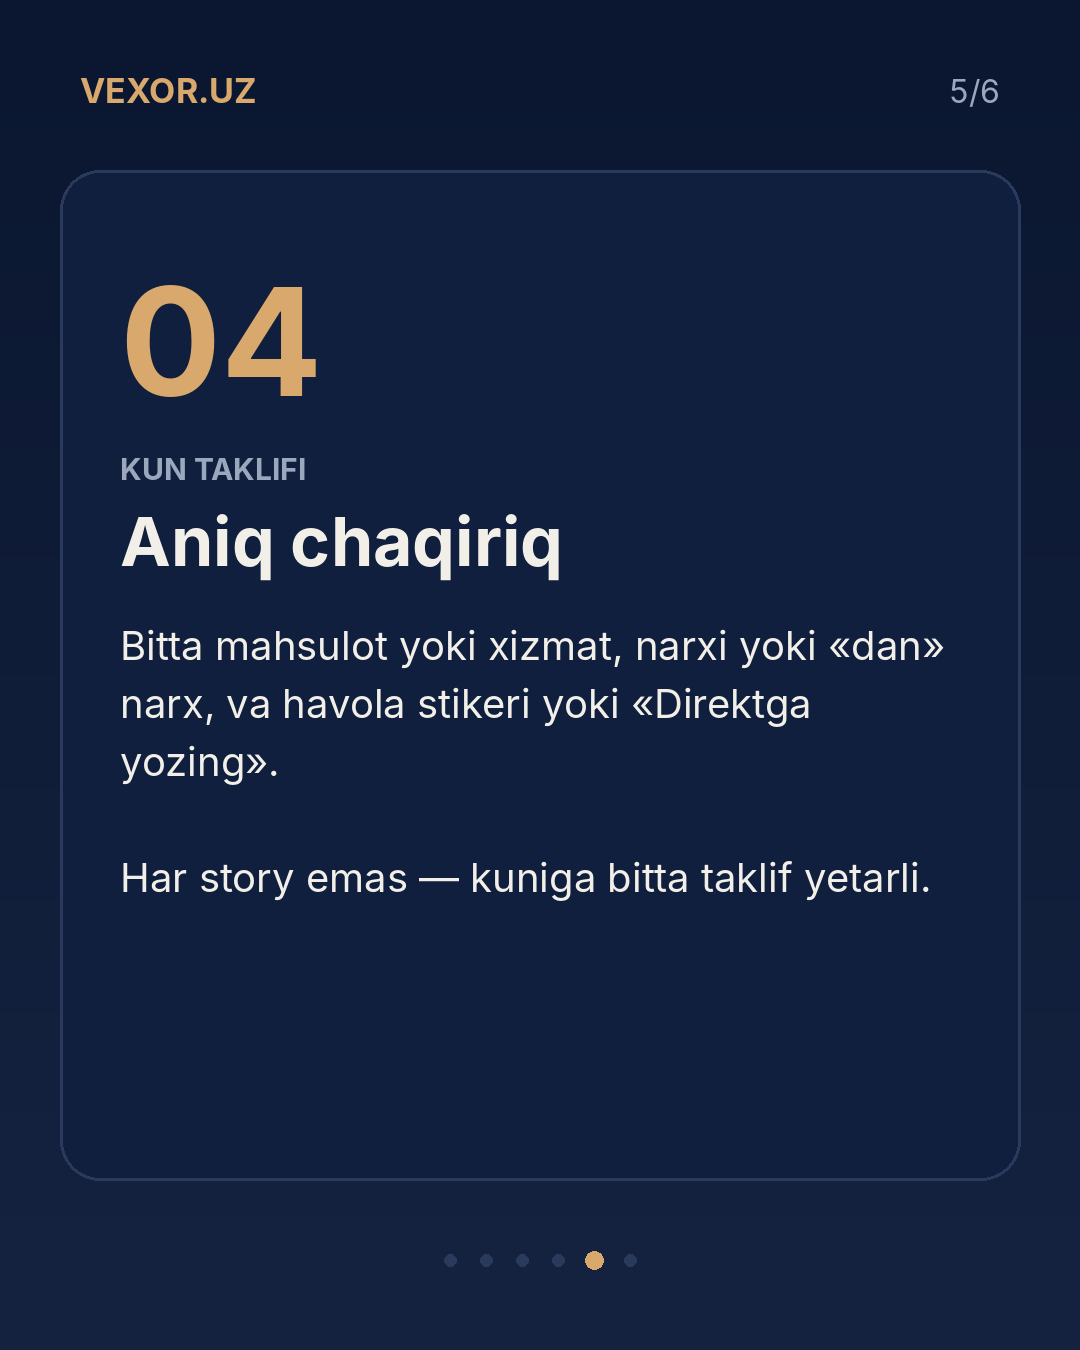 VEXOR.UZ
5/6
04
KUN TAKLIFI
Aniq chaqiriq
Bitta mahsulot yoki xizmat, narxi yoki «dan»
narx, va havola stikeri yoki «Direktga
yozing».
Har story emas — kuniga bitta taklif yetarli.